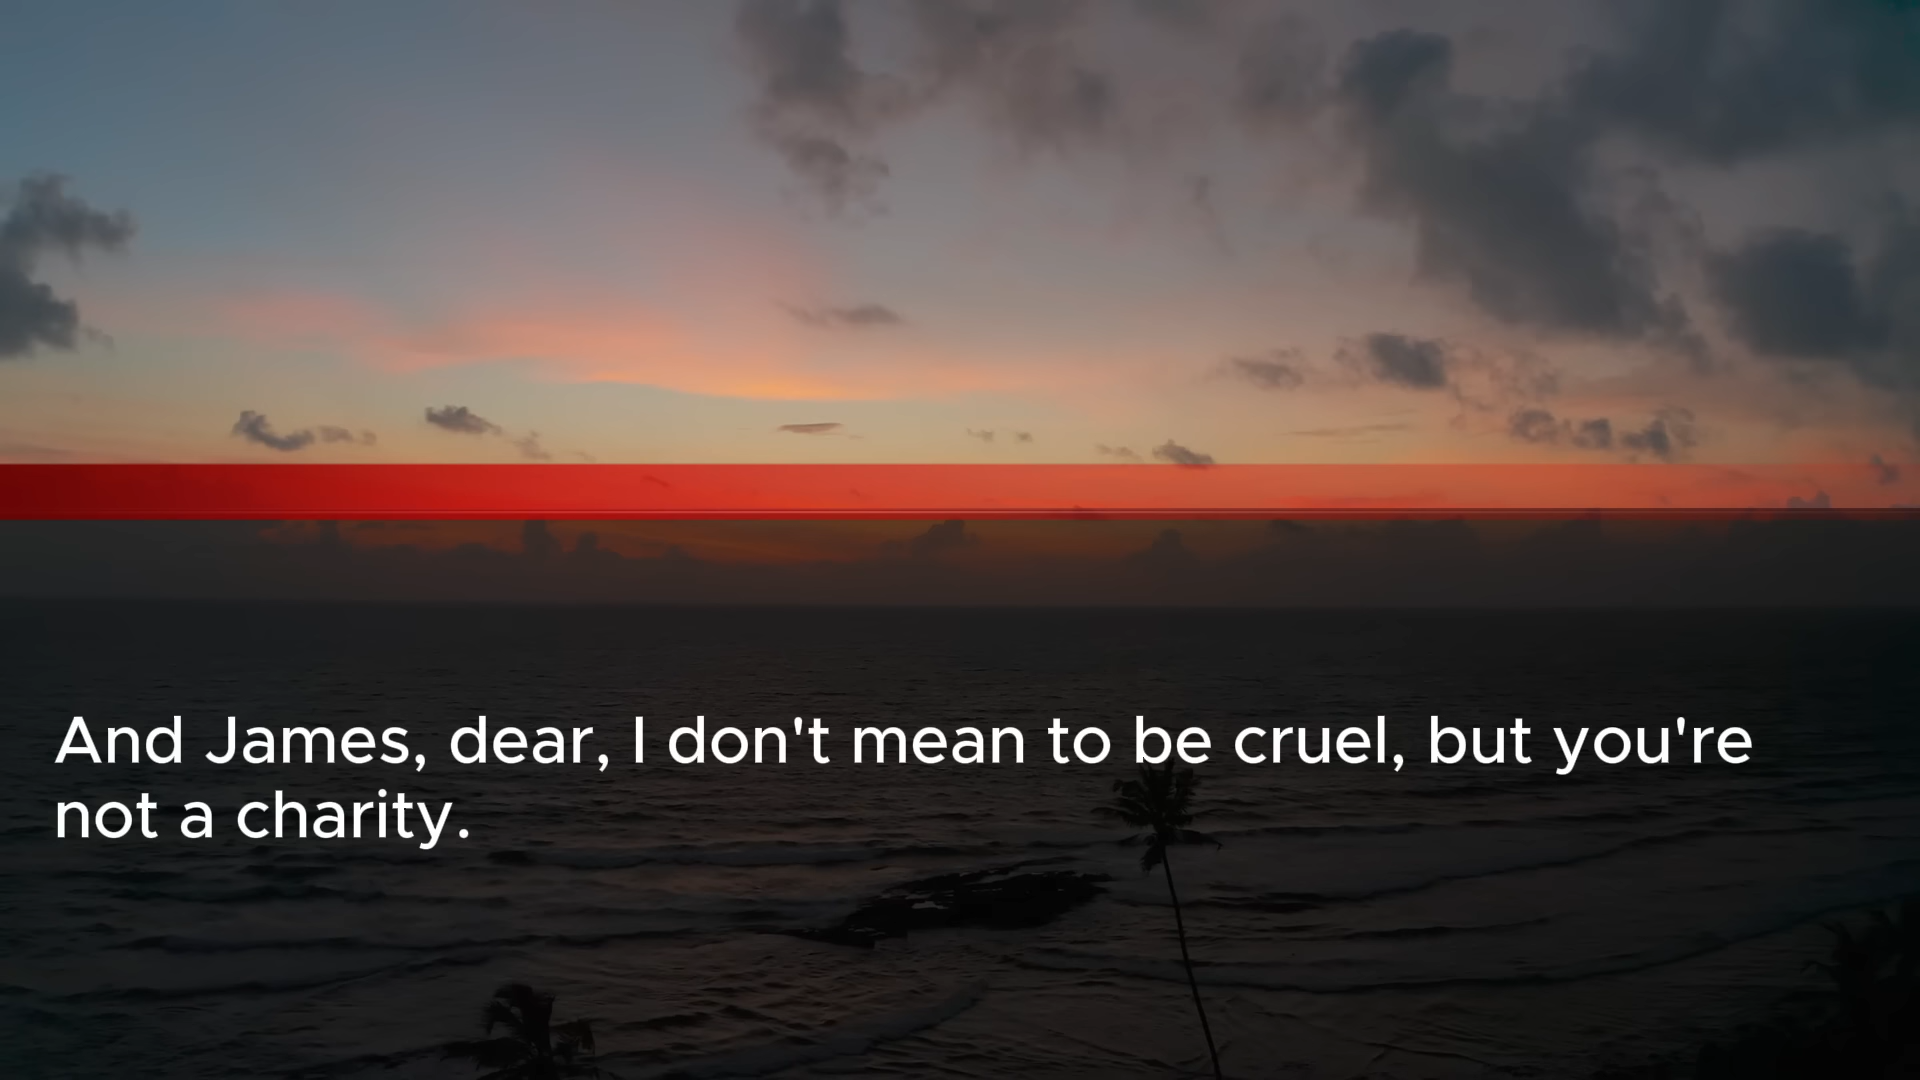 And James, dear, I don't mean to be cruel, but you're
not a charity.